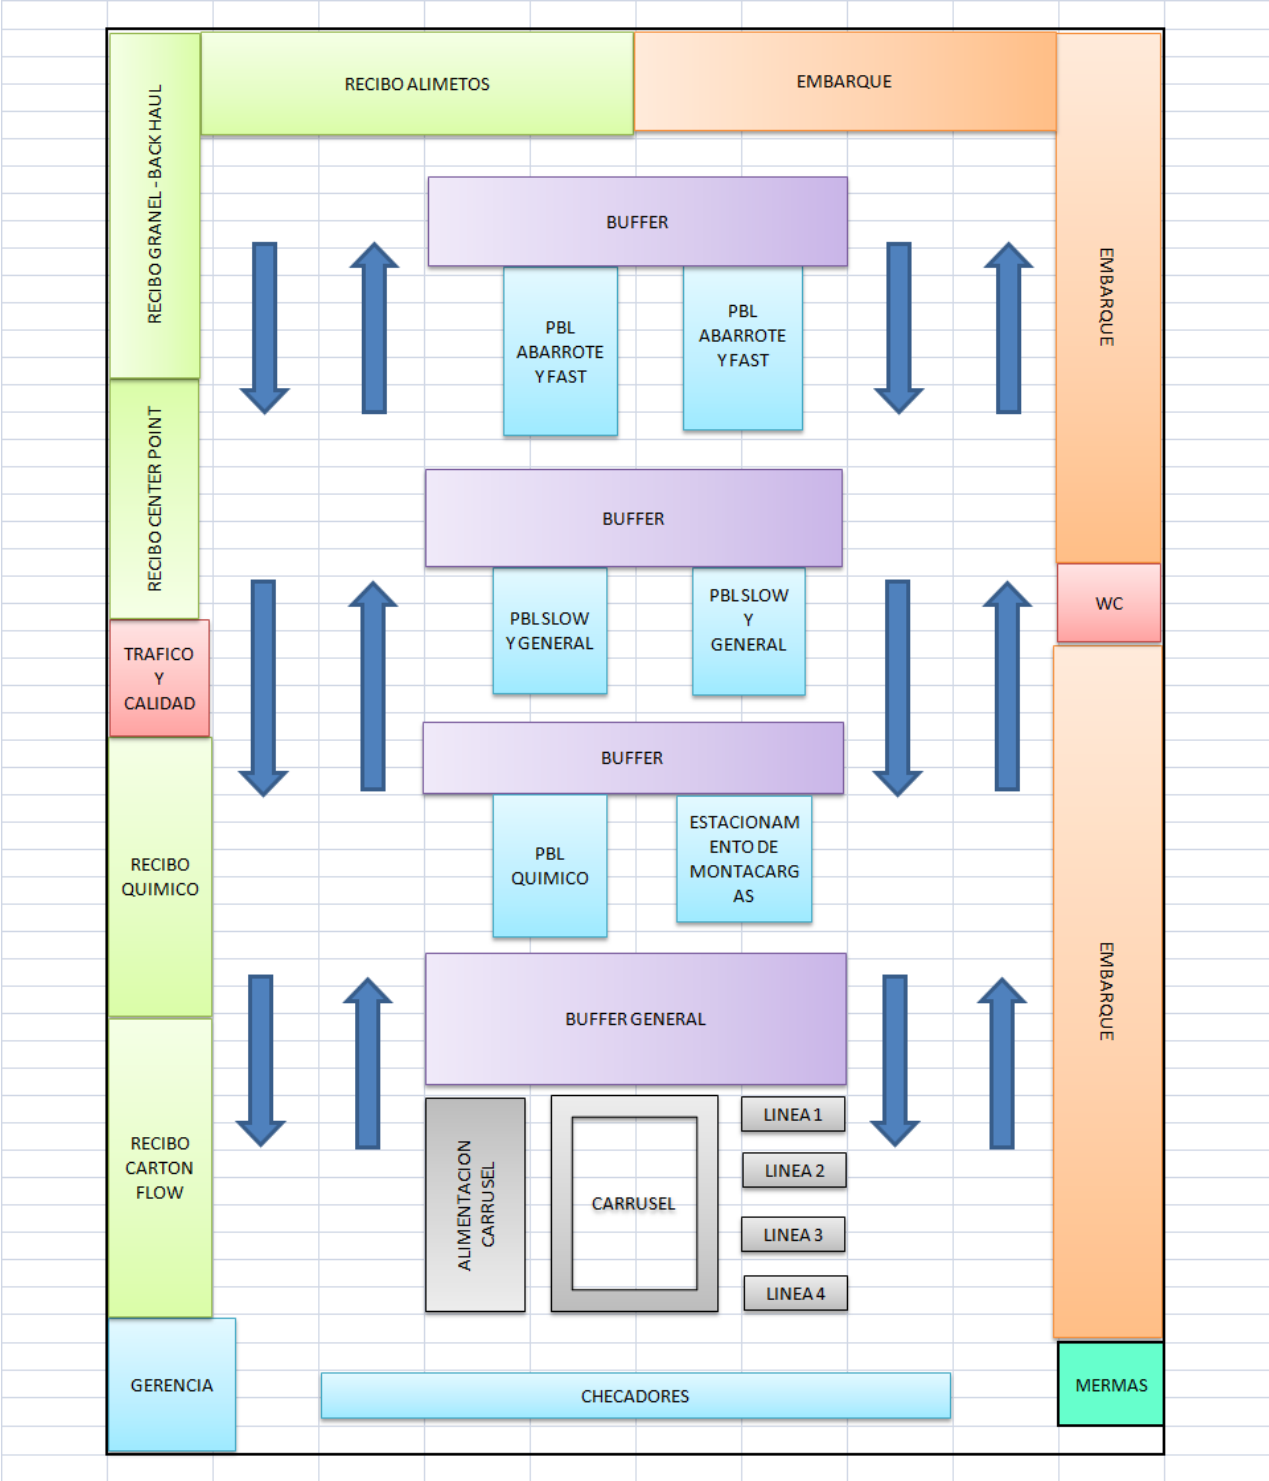 RECIBO ALIMETOS
EMBARQUE
RECIBO GRANEL - BACK HAUL
BUFFER
EMBARQUE
PBL
ABARROTE
Y FAST
PBL
ABARROTE
Y FAST
RECIBO CENTER POINT
BUFFER
PBL SLOW
Y GENERAL
PBL SLOW
Y
GENERAL
WC
TRAFICO
Y
CALIDAD
BUFFER
RECIBO
QUIMICO
PBL
QUIMICO
ESTACIONAM
ENTO DE
MONTACARG
AS
EMBARQUE
BUFFER GENERAL
RECIBO
CARTON
FLOW
ALIMENTACION
CARRUSEL
CARRUSEL
LINEA 1
LINEA 2
LINEA 3
LINEA 4
GERENCIA
CHECADORES
MERMAS